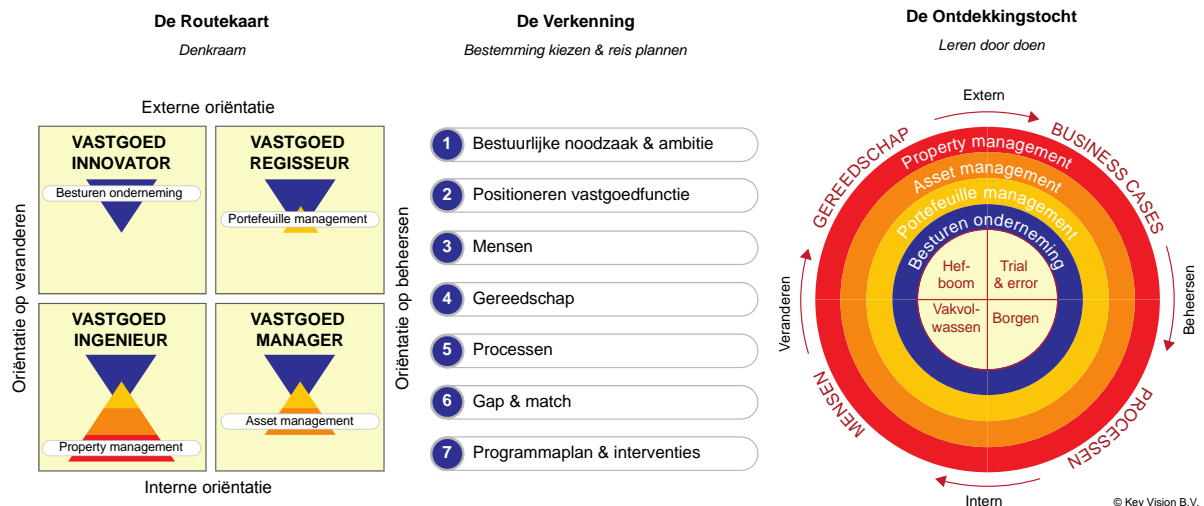 De Routekaart
Denkraam
Externe oriëntatie
Oriëntatie op veranderen
VASTGOED
INNOVATOR
Besturen onderneming
VASTGOED
REGISSEUR
Portefeuille management
VASTGOED
INGENIEUR
Property management
VASTGOED
MANAGER
Asset management
Oriëntatie op beheersen
Interne oriëntatie
De Verkenning
Bestemming kiezen & reis plannen
1 Bestuurlijke noodzaak & ambitie
2 Positioneren vastgoedfunctie
3 Mensen
4 Gereedschap
5 Processen
6 Gap & match
7 Programmaplan & interventies
De Ontdekkingstocht
Leren door doen
Extern
GEREEDSCHAP
BUSINESS CASES
Property management
Asset management
Portefeuille management
Besturen onderneming
Hef-
boom
Trial
& error
Vakvol-
wassen
Borgen
Veranderen
Beheersen
MENSEN
PROCESSEN
Intern
© Key Vision B.V.